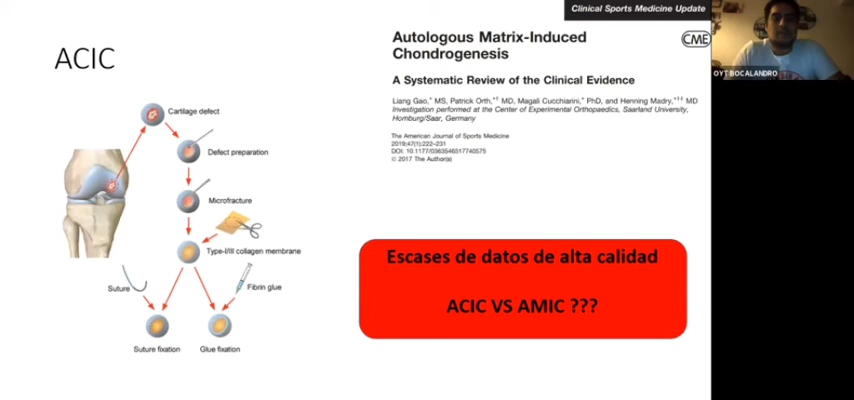 ACIC
Cartilage defect
Defect preparation
Microfracture
Type-I/III collagen membrane
Suture
Fibrin glue
Suture fixation
Glue fixation
Clinical Sports Medicine Update
Autologous Matrix-Induced
Chondrogenesis
CME
A Systematic Review of the Clinical Evidence
Liang Gao,* MS, Patrick Orth,*† MD, Magali Cucchiarini,* PhD, and Henning Madry,*†‡ MD
Investigation performed at the Center of Experimental Orthopaedics, Saarland University,
Homburg/Saar, Germany
The American Journal of Sports Medicine
2019;47(1):222–231
DOI: 10.1177/0363546517740575
© 2017 The Author(s)
Escases de datos de alta calidad
ACIC VS AMIC ???
OYT BOCALANDRO